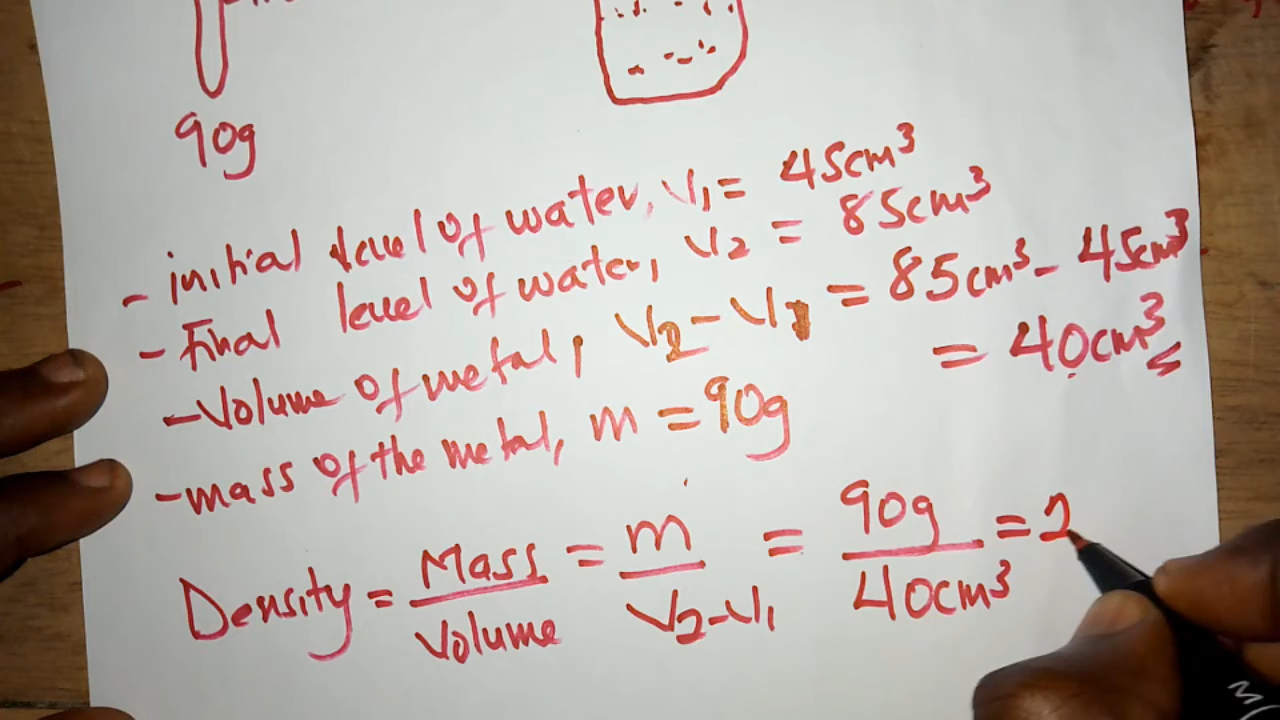 90g
- initial level of water, V₁ = 45cm³
- Final level of water, V₂ = 85cm³
- Volume of metal, V₂ - V₁ = 85cm³ - 45cm³
= 40cm³
- mass of the metal, m = 90g
Density = Mass / Volume = m / V₂-V₁ = 90g / 40cm³ = 2